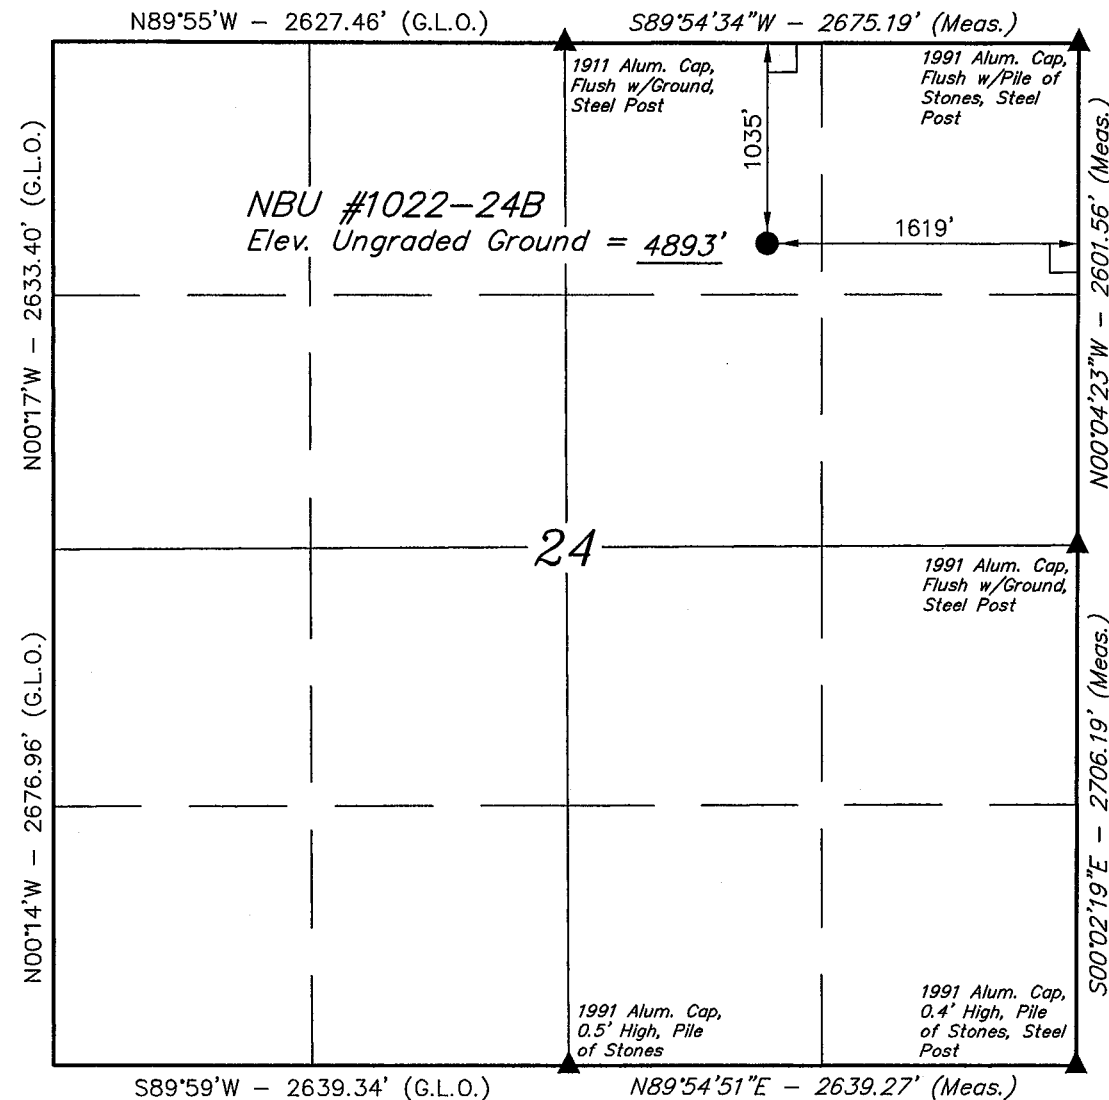 N89°55'W - 2627.46' (G.L.O.)
S89°54'34"W - 2675.19' (Meas.)
1911 Alum. Cap,
Flush w/Ground,
Steel Post
1991 Alum. Cap,
Flush w/Pile of
Stones, Steel
Post
N00°17'W - 2633.40' (G.L.O.)
1035'
N00°04'23"W - 2601.56' (Meas.)
NBU #1022-24B
Elev. Ungraded Ground = 4893'
1619'
24
1991 Alum. Cap,
Flush w/Ground,
Steel Post
N00°14'W - 2676.96' (G.L.O.)
S00°02'19"E - 2706.19' (Meas.)
1991 Alum. Cap,
0.5' High, Pile
of Stones
1991 Alum. Cap,
0.4' High, Pile
of Stones, Steel
Post
S89°59'W - 2639.34' (G.L.O.)
N89°54'51"E - 2639.27' (Meas.)